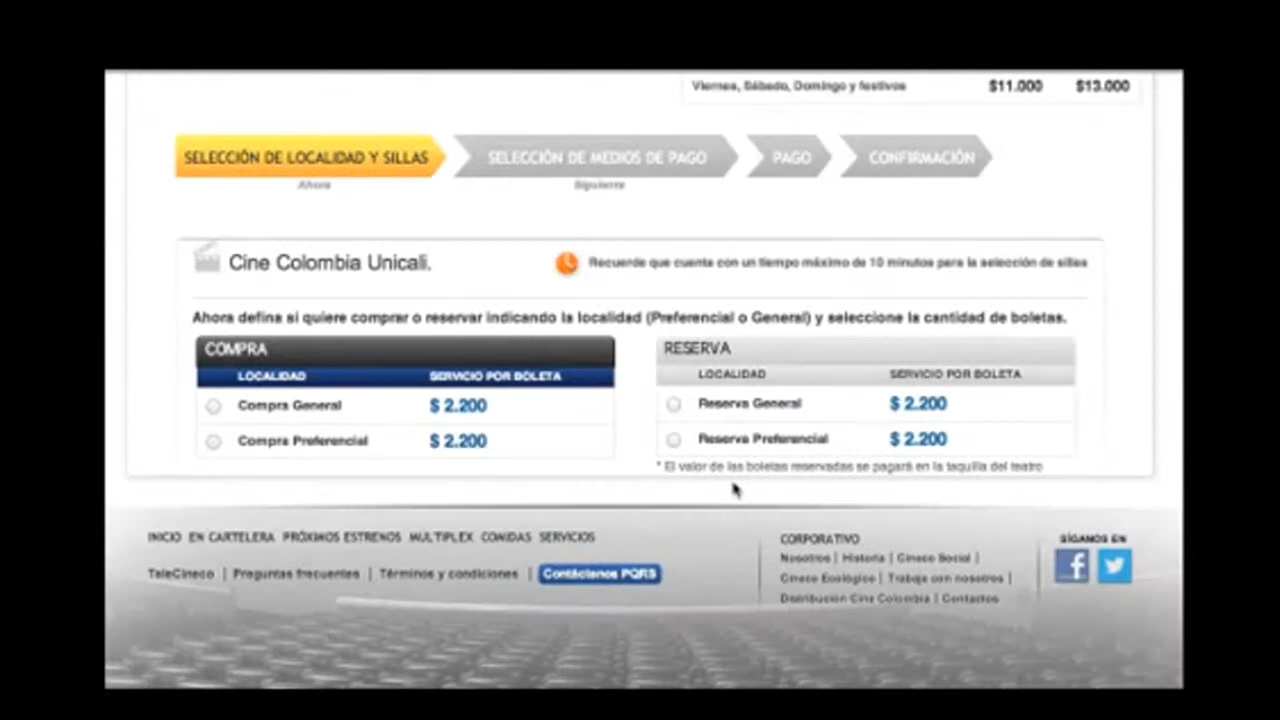 Viernes, Sábado, Domingo y festivos $11.000 $13.000
SELECCIÓN DE LOCALIDAD Y SILLAS SELECCIÓN DE MEDIOS DE PAGO PAGO CONFIRMACIÓN
Ahora Siguiente
Cine Colombia Unicali. Recuerde que cuenta con un tiempo máximo de 10 minutos para la selección de sillas
Ahora defina si quiere comprar o reservar indicando la localidad (Preferencial o General) y seleccione la cantidad de boletas.
COMPRA
LOCALIDAD SERVICIO POR BOLETA
Compra General $ 2.200
Compra Preferencial $ 2.200
RESERVA
LOCALIDAD SERVICIO POR BOLETA
Reserva General $ 2.200
Reserva Preferencial $ 2.200
* El valor de las boletas reservadas se pagará en la taquilla del teatro
INICIO EN CARTELERA PRÓXIMOS ESTRENOS MULTIPLEX COMIDAS SERVICIOS
TeleCineco | Preguntas frecuentes | Términos y condiciones | Contáctanos PQRS
CORPORATIVO
Nosotros | Historia | Cineco Social |
Cineco Ecológico | Trabaje con nosotros |
Distribución Cine Colombia | Contactos
SÍGANOS EN